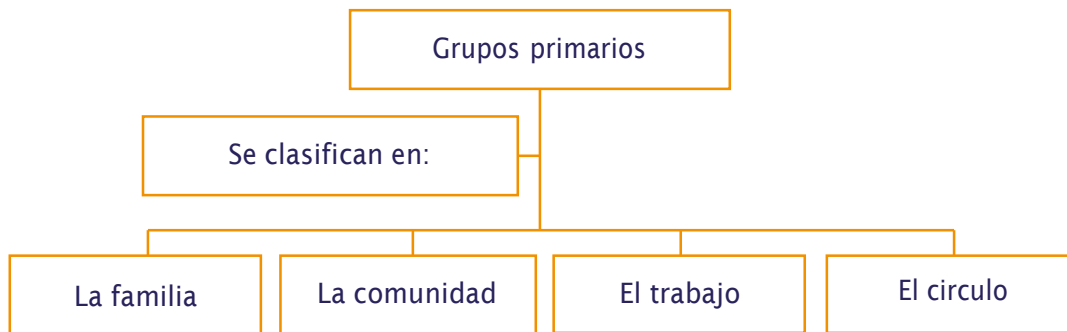 Grupos primarios
Se clasifican en:
La familia
La comunidad
El trabajo
El circulo